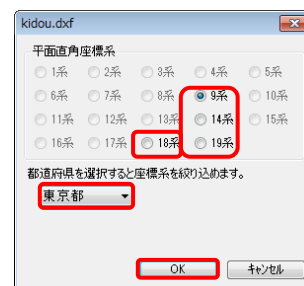 kidou.dxf
平面直角座標系
1系 2系 3系 4系 5系
6系 7系 8系 9系 10系
11系 12系 13系 14系 15系
16系 17系 18系 19系
都道府県を選択すると座標系を絞り込めます。
東京都
OK キャンセル